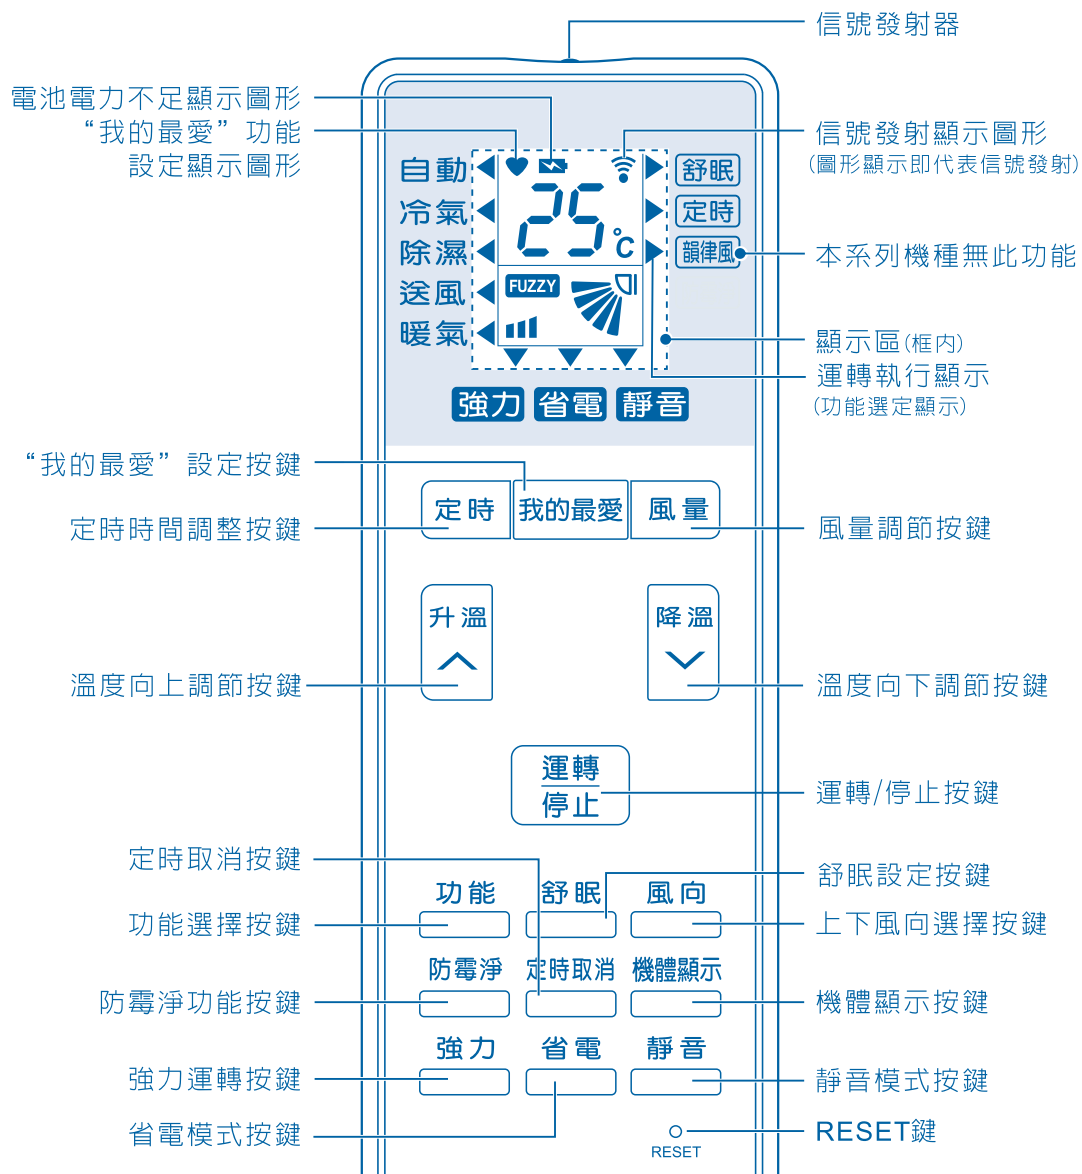 信號發射器
電池電力不足顯示圖形
“我的最愛”功能
設定顯示圖形
信號發射顯示圖形
(圖形顯示即代表信號發射)
自動
舒眠
冷氣
25°C
定時
除濕
韻律風
本系列機種無此功能
送風
FUZZY
暖氣
顯示區(框內)
運轉執行顯示
(功能選定顯示)
強力 省電 靜音
“我的最愛”設定按鍵
定時 我的最愛 風量
定時時間調整按鍵
風量調節按鍵
升溫
降溫
溫度向上調節按鍵
溫度向下調節按鍵
運轉
停止
運轉/停止按鍵
定時取消按鍵
舒眠設定按鍵
功能 舒眠 風向
功能選擇按鍵
上下風向選擇按鍵
防霉淨 定時取消 機體顯示
防霉淨功能按鍵
機體顯示按鍵
強力 省電 靜音
強力運轉按鍵
靜音模式按鍵
省電模式按鍵
RESET鍵
RESET